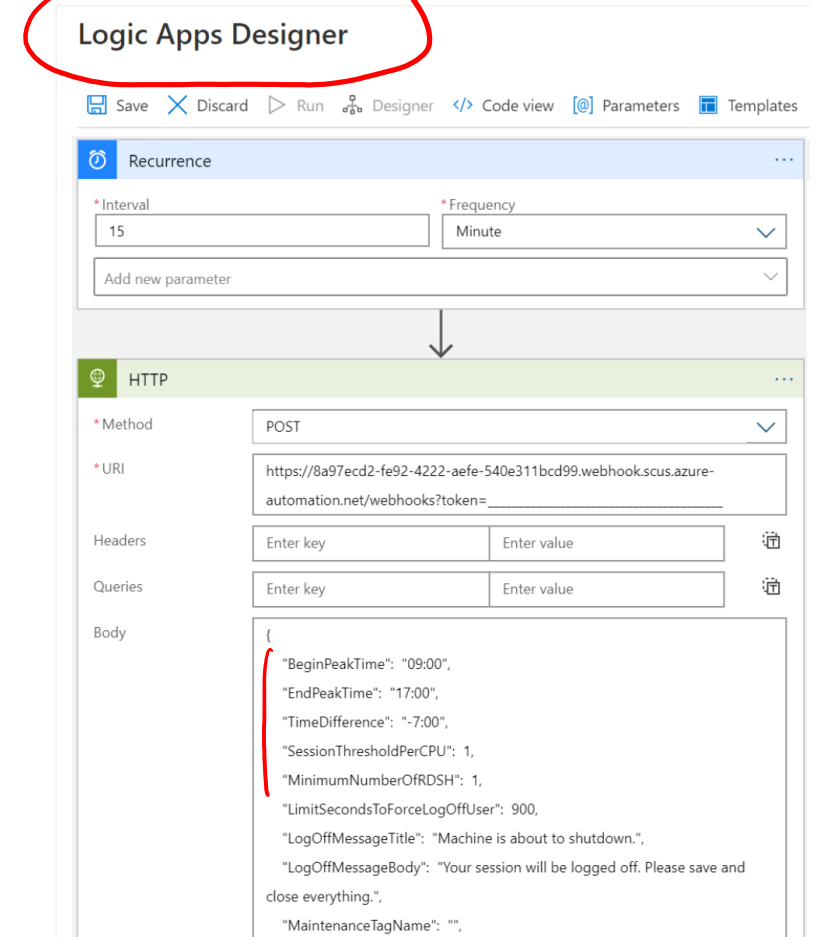 Logic Apps Designer
Save Discard Run Designer </> Code view [@] Parameters Templates
Recurrence ...
* Interval * Frequency
15 Minute
Add new parameter
HTTP ...
* Method POST
* URI https://8a97ecd2-fe92-4222-aefe-540e311bcd99.webhook.scus.azure-
automation.net/webhooks?token=____________________________________
Headers Enter key Enter value
Queries Enter key Enter value
Body {
"BeginPeakTime": "09:00",
"EndPeakTime": "17:00",
"TimeDifference": "-7:00",
"SessionThresholdPerCPU": 1,
"MinimumNumberOfRDSH": 1,
"LimitSecondsToForceLogOffUser": 900,
"LogOffMessageTitle": "Machine is about to shutdown.",
"LogOffMessageBody": "Your session will be logged off. Please save and
close everything.",
"MaintenanceTagName": "",